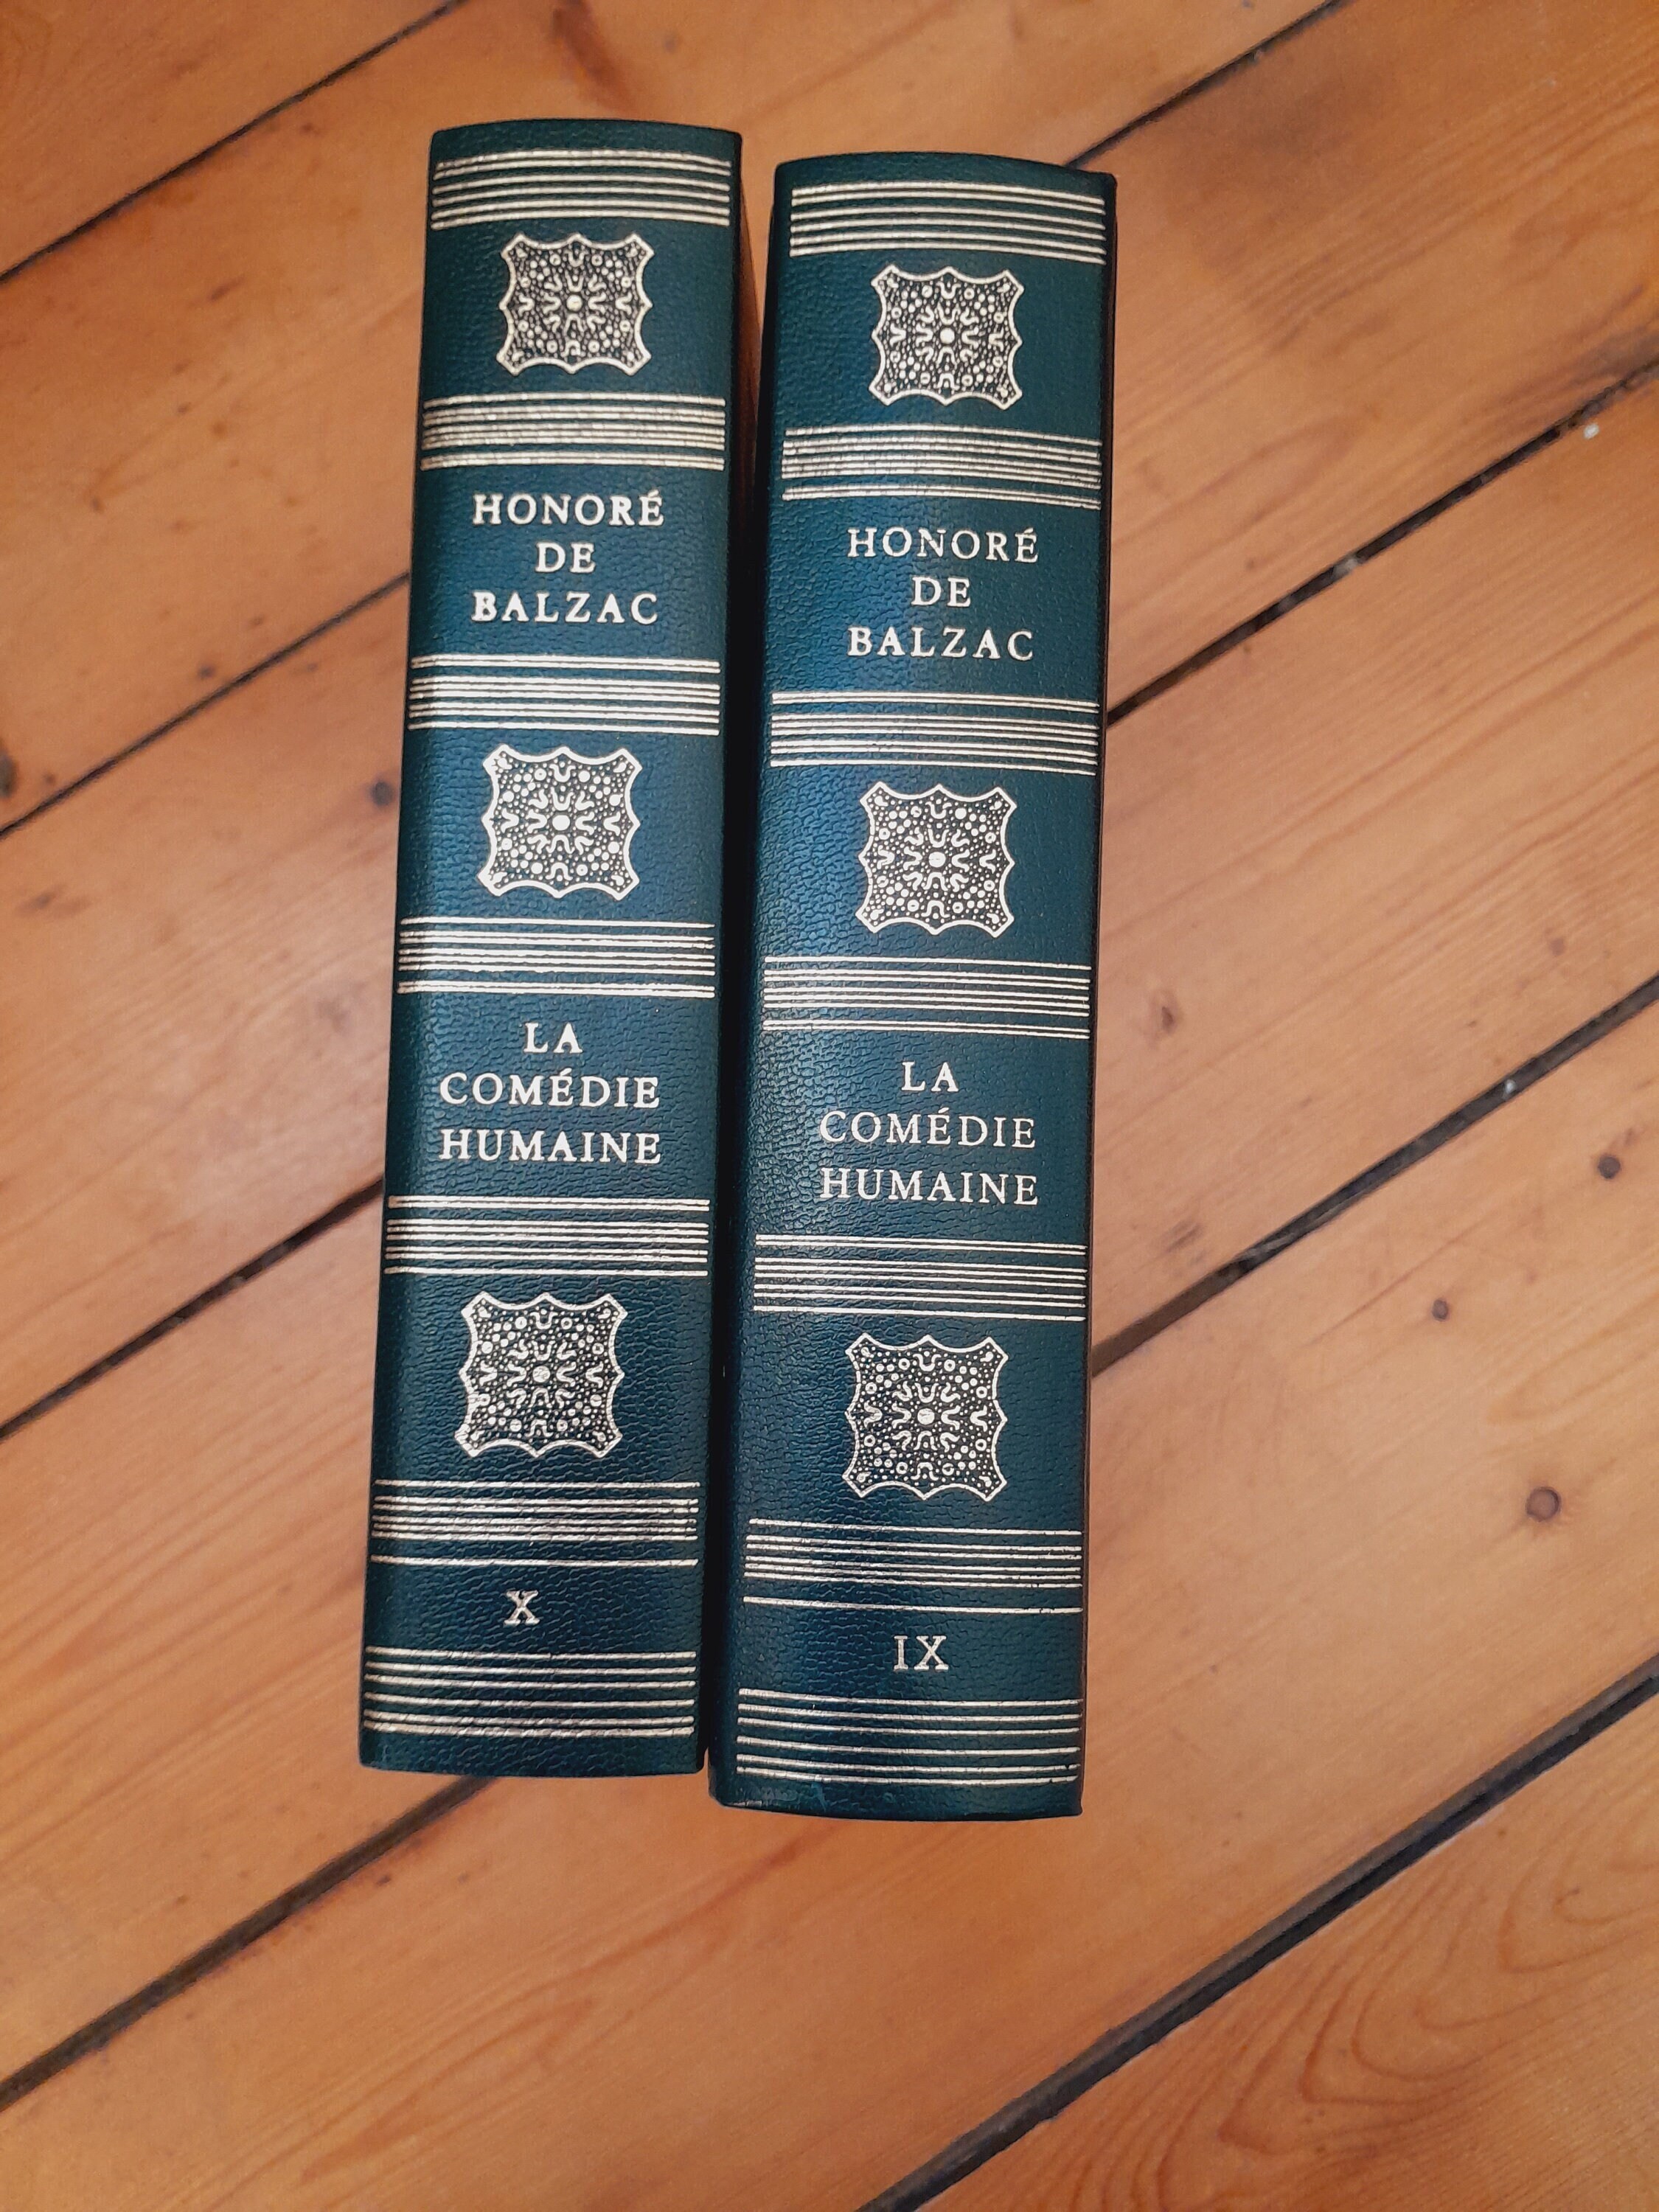 HONORÉ
DE
BALZAC
LA
COMÉDIE
HUMAINE
X
HONORÉ
DE
BALZAC
LA
COMÉDIE
HUMAINE
IX